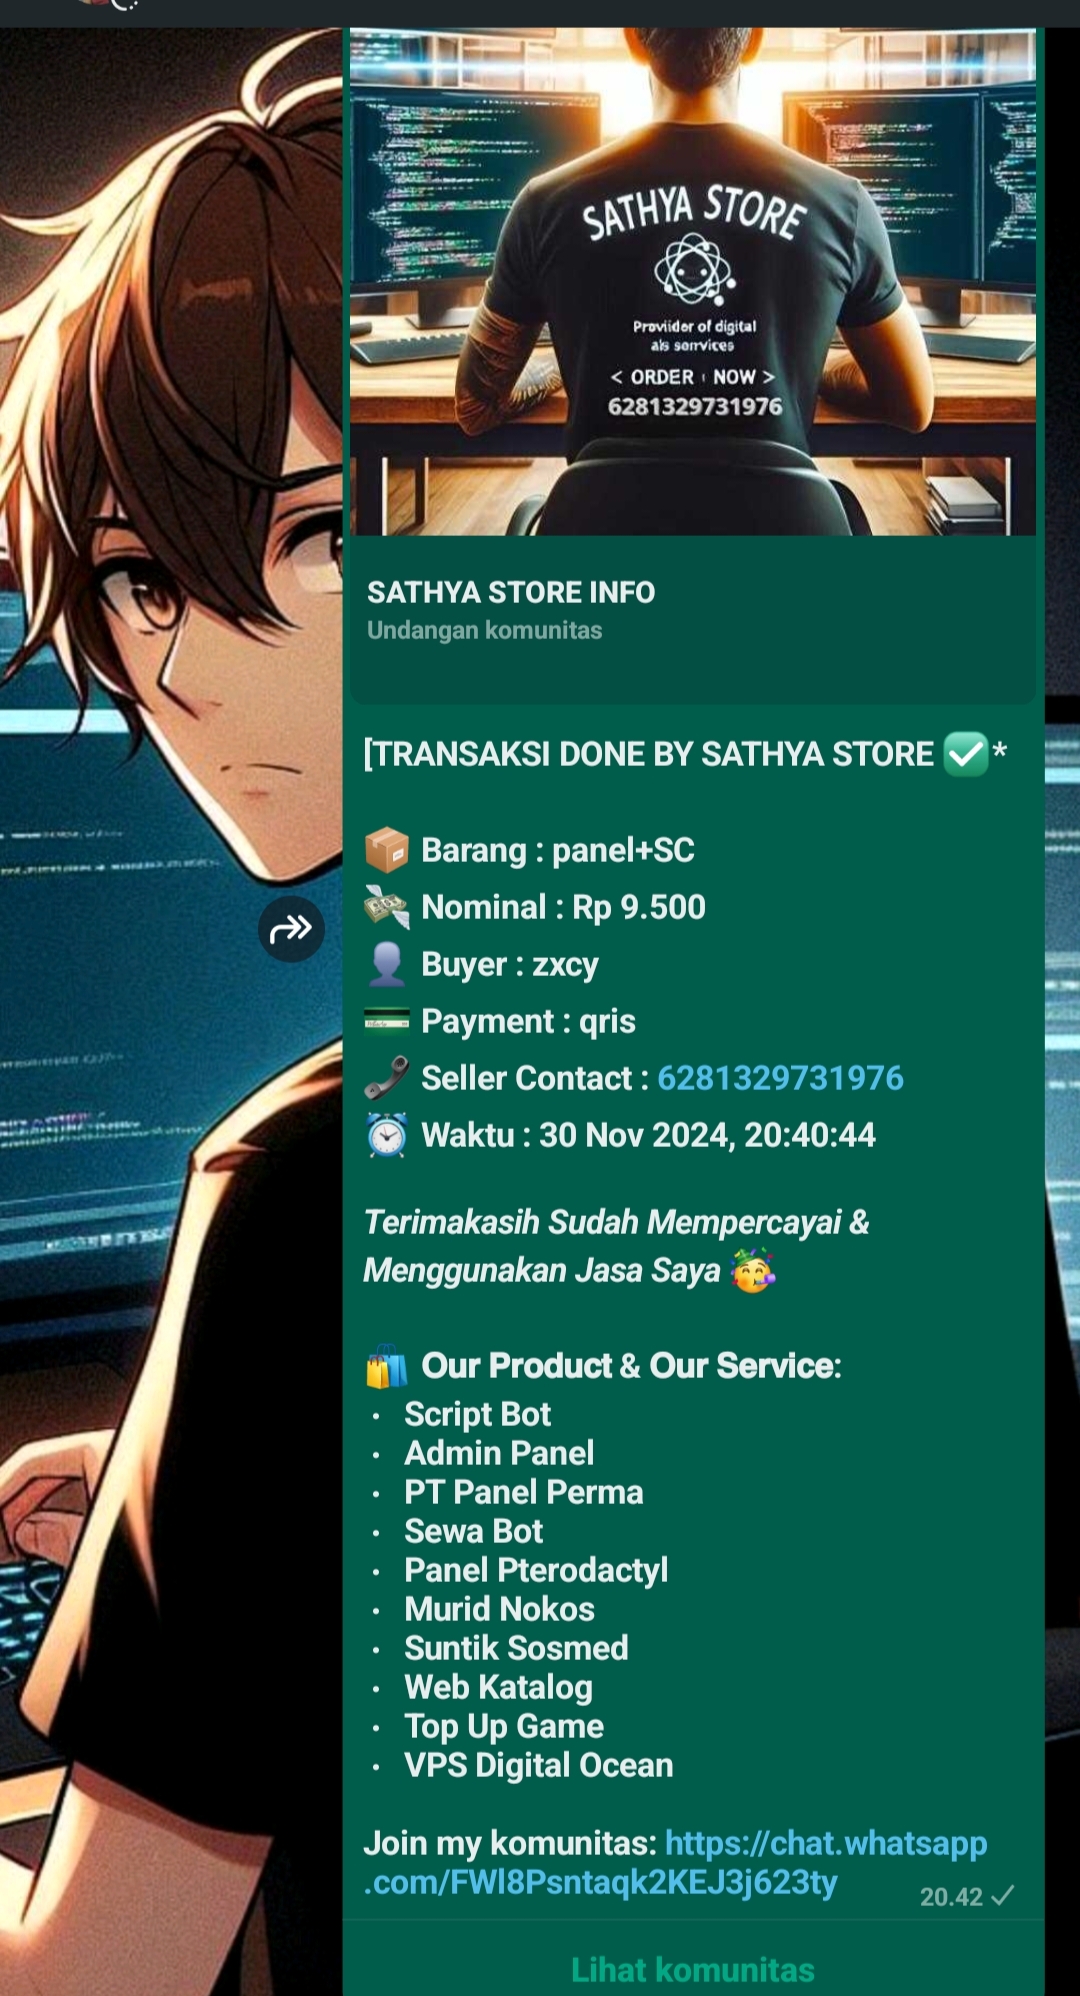 SATHYA STORE
Proviider of digital
als sorrvices
< ORDER NOW >
6281329731976
SATHYA STORE INFO
Undangan komunitas
[TRANSAKSI DONE BY SATHYA STORE ✅*
📦 Barang : panel+SC
💸 Nominal : Rp 9.500
👤 Buyer : zxcy
💳 Payment : qris
📞 Seller Contact : 6281329731976
⏰ Waktu : 30 Nov 2024, 20:40:44
Terimakasih Sudah Mempercayai &
Menggunakan Jasa Saya 🥳
🛍️ Our Product & Our Service:
• Script Bot
• Admin Panel
• PT Panel Perma
• Sewa Bot
• Panel Pterodactyl
• Murid Nokos
• Suntik Sosmed
• Web Katalog
• Top Up Game
• VPS Digital Ocean
Join my komunitas: https://chat.whatsapp
.com/FWl8Psntaqk2KEJ3j623ty
20.42
Lihat komunitas